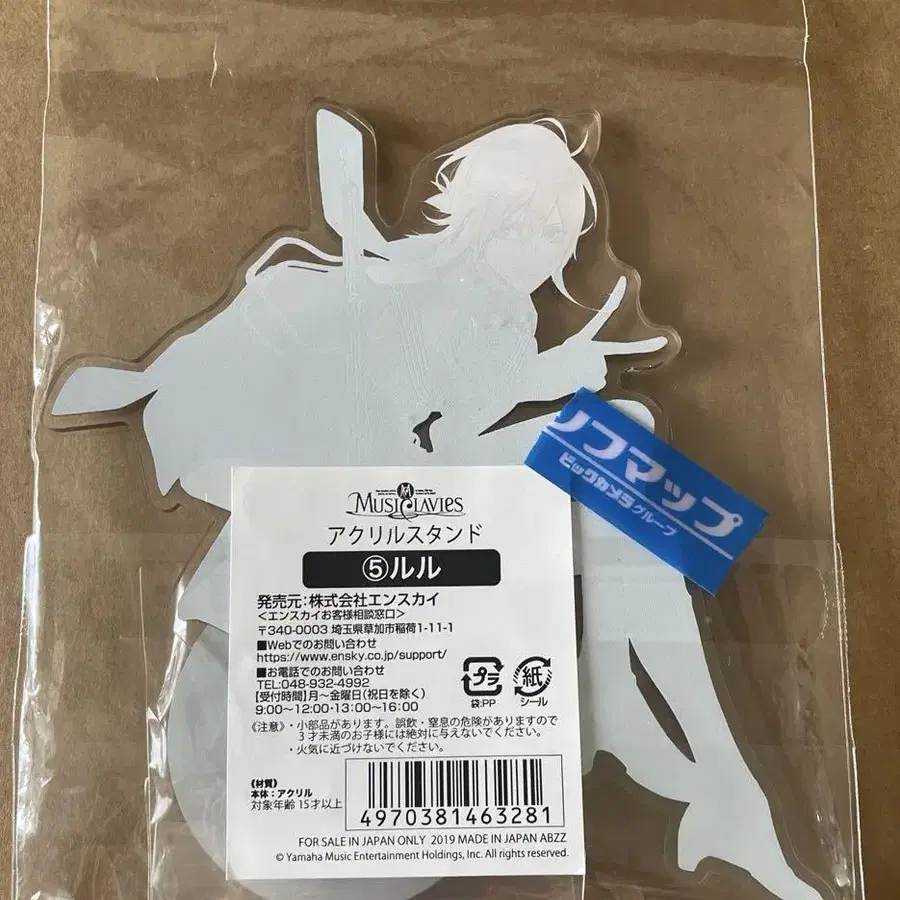 MUSICLAVIES
アクリルスタンド
⑤ルル
発売元:株式会社エンスカイ
<エンスカイお客様相談窓口>
〒340-0003 埼玉県草加市稲荷1-11-1
■Webでのお問い合わせ
https://www.ensky.co.jp/support/
■お電話でのお問い合わせ
TEL:048-932-4992
【受付時間】月~金曜日(祝日を除く)
9:00~12:00・13:00~16:00
プラ
袋:PP
紙
シール
《注意》・小部品があります。誤飲・窒息の危険がありますので
3才未満のお子様には絶対に与えないでください。
・火気に近づけないでください。
《材質》
本体:アクリル
対象年齢 15才以上
4970381463281
FOR SALE IN JAPAN ONLY 2019 MADE IN JAPAN ABZZ
© Yamaha Music Entertainment Holdings, Inc. All rights reserved.
ソフマップ
ビックカメラグループ